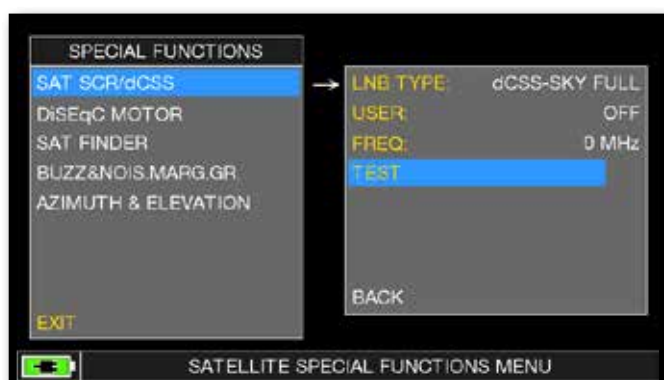 SPECIAL FUNCTIONS
SAT SCR/dCSS
DiSEqC MOTOR
SAT FINDER
BUZZ&NOIS.MARG.GR
AZIMUTH & ELEVATION
EXIT
LNB TYPE: dCSS-SKY FULL
USER: OFF
FREQ: 0 MHz
TEST
BACK
SATELLITE SPECIAL FUNCTIONS MENU